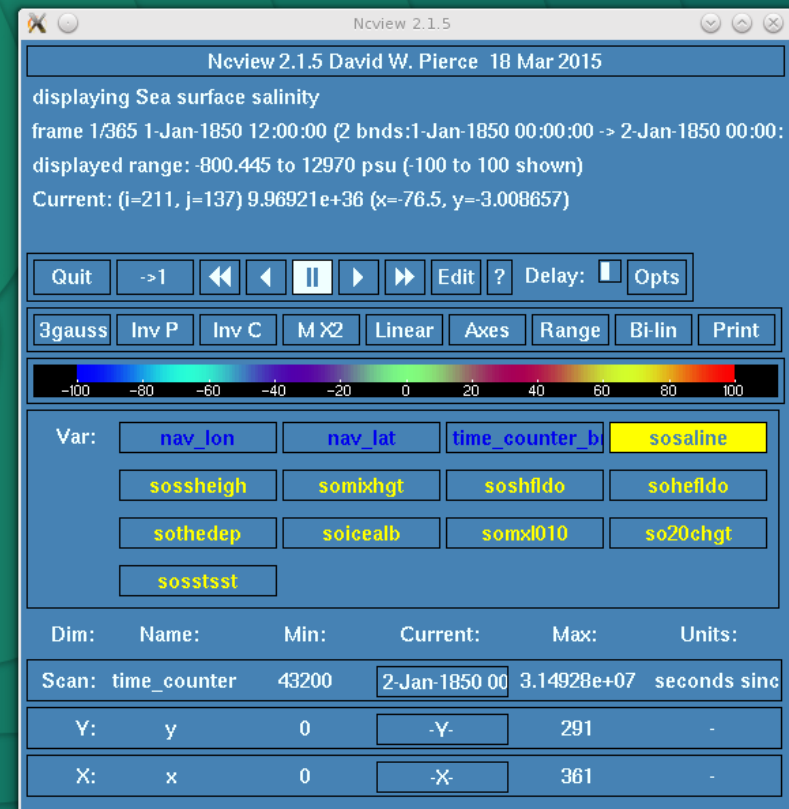 Ncview 2.1.5
Ncview 2.1.5 David W. Pierce 18 Mar 2015
displaying Sea surface salinity
frame 1/365 1-Jan-1850 12:00:00 (2 bnds:1-Jan-1850 00:00:00 -> 2-Jan-1850 00:00:
displayed range: -800.445 to 12970 psu (-100 to 100 shown)
Current: (i=211, j=137) 9.96921e+36 (x=-76.5, y=-3.008657)
Quit ->1 Edit ? Delay: Opts
3gauss Inv P Inv C M X2 Linear Axes Range Bi-lin Print
-100 -80 -60 -40 -20 0 20 40 60 80 100
Var: nav_lon nav_lat time_counter_b sosaline
sossheigh somixhgt soshfldo sohefldo
sothedep soicealb somxl010 so20chgt
sosstsst
Dim: Name: Min: Current: Max: Units:
Scan: time_counter 43200 2-Jan-1850 00 3.14928e+07 seconds sinc
Y: y 0 -Y- 291 -
X: x 0 -X- 361 -